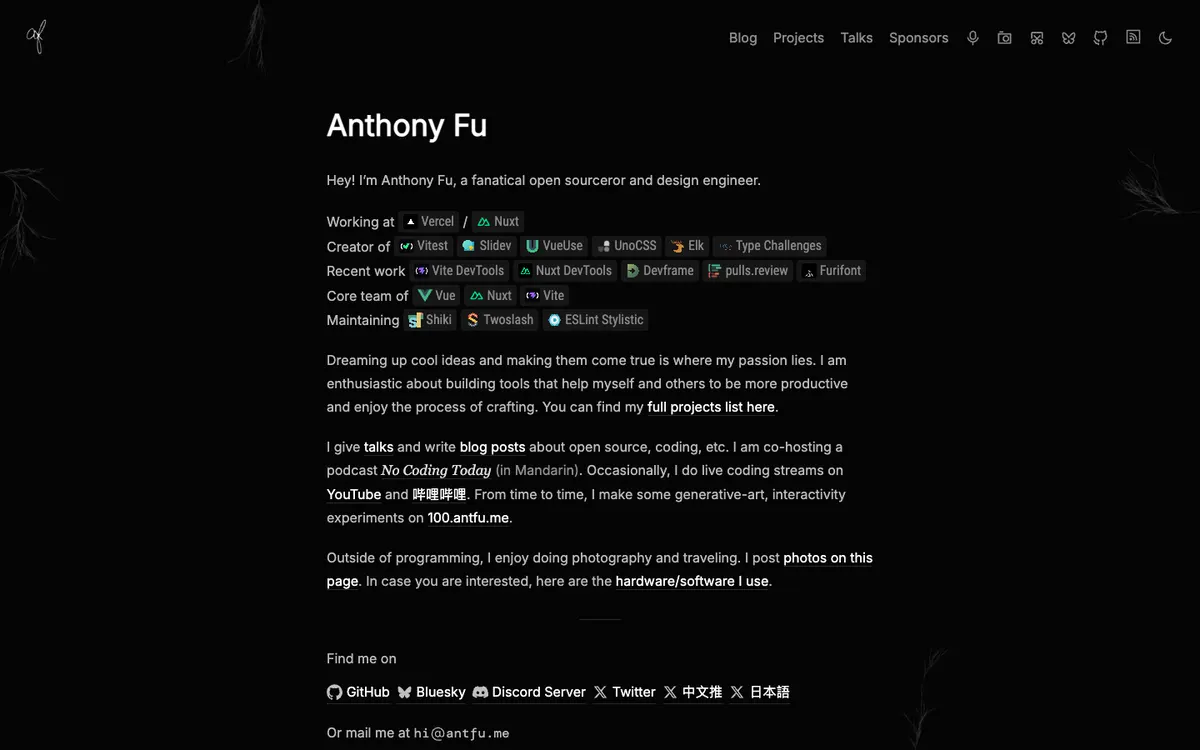 af
Blog Projects Talks Sponsors
Anthony Fu
Hey! I’m Anthony Fu, a fanatical open sourceror and design engineer.
Working at Vercel / Nuxt
Creator of Vitest Slidev VueUse UnoCSS Elk Type Challenges
Recent work Vite DevTools Nuxt DevTools Devframe pulls.review Furifont
Core team of Vue Nuxt Vite
Maintaining Shiki Twoslash ESLint Stylistic
Dreaming up cool ideas and making them come true is where my passion lies. I am
enthusiastic about building tools that help myself and others to be more productive
and enjoy the process of crafting. You can find my full projects list here.
I give talks and write blog posts about open source, coding, etc. I am co-hosting a
podcast No Coding Today (in Mandarin). Occasionally, I do live coding streams on
YouTube and 哔哩哔哩. From time to time, I make some generative-art, interactivity
experiments on 100.antfu.me.
Outside of programming, I enjoy doing photography and traveling. I post photos on this
page. In case you are interested, here are the hardware/software I use.
Find me on
GitHub Bluesky Discord Server Twitter 中文推 日本語
Or mail me at hi@antfu.me